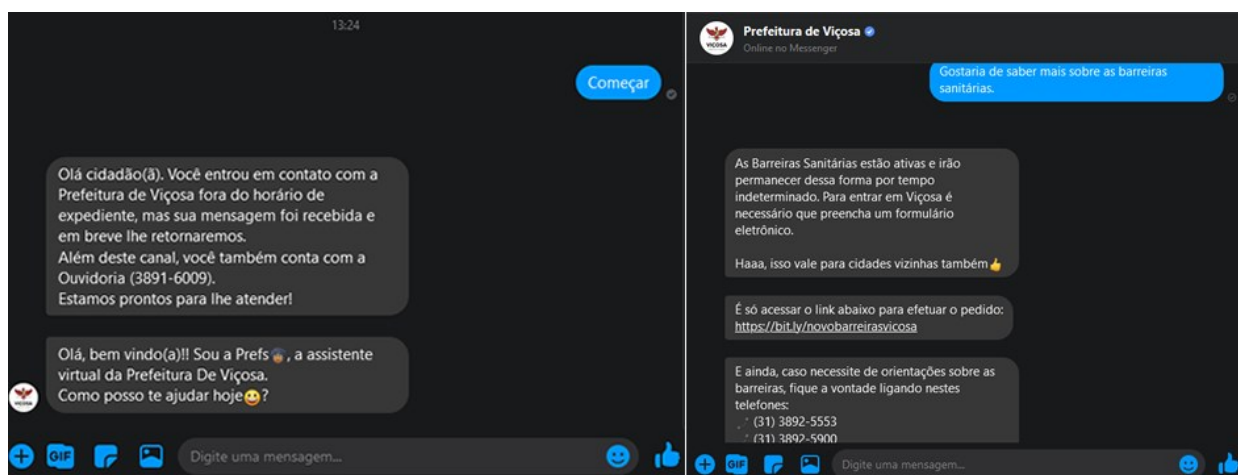 13:24
Começar
Olá cidadão(ã). Você entrou em contato com a
Prefeitura de Viçosa fora do horário de
expediente, mas sua mensagem foi recebida e
em breve lhe retornaremos.
Além deste canal, você também conta com a
Ouvidoria (3891-6009).
Estamos prontos para lhe atender!
Olá, bem vindo(a)!! Sou a Prefs👩🏽‍🎓, a assistente
virtual da Prefeitura De Viçosa.
Como posso te ajudar hoje😀?
VIÇOSA
GIF
Digite uma mensagem...
VIÇOSA
Prefeitura de Viçosa
Online no Messenger
Gostaria de saber mais sobre as barreiras
sanitárias.
As Barreiras Sanitárias estão ativas e irão
permanecer dessa forma por tempo
indeterminado. Para entrar em Viçosa é
necessário que preencha um formulário
eletrônico.
Haaa, isso vale para cidades vizinhas também👍
É só acessar o link abaixo para efetuar o pedido:
https://bit.ly/novobarreirasvicosa
E ainda, caso necessite de orientações sobre as
barreiras, fique a vontade ligando nestes
telefones:
(31) 3892-5553
(31) 3892-5900
GIF
Digite uma mensagem...